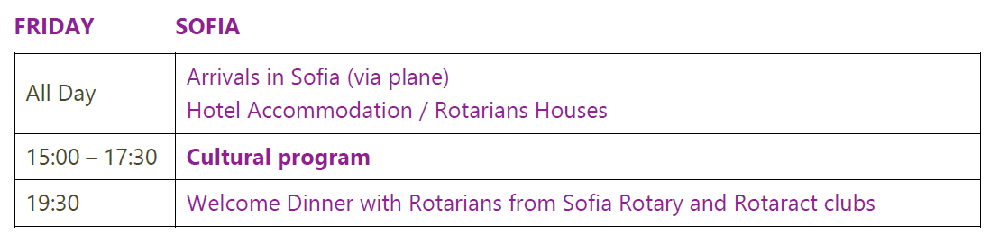 FRIDAY SOFIA
All Day
Arrivals in Sofia (via plane)
Hotel Accommodation / Rotarians Houses
15:00 – 17:30 Cultural program
19:30 Welcome Dinner with Rotarians from Sofia Rotary and Rotaract clubs